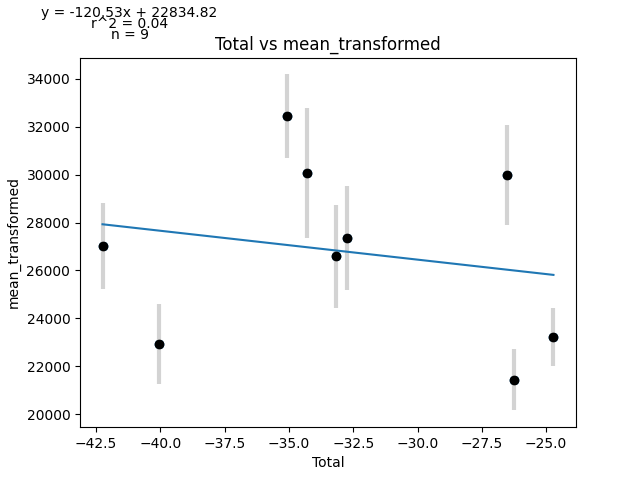 y = -120.53x + 22834.82
r^2 = 0.04
n = 9
Total vs mean_transformed
mean_transformed
34000
32000
30000
28000
26000
24000
22000
20000
−42.5 −40.0 −37.5 −35.0 −32.5 −30.0 −27.5 −25.0
Total